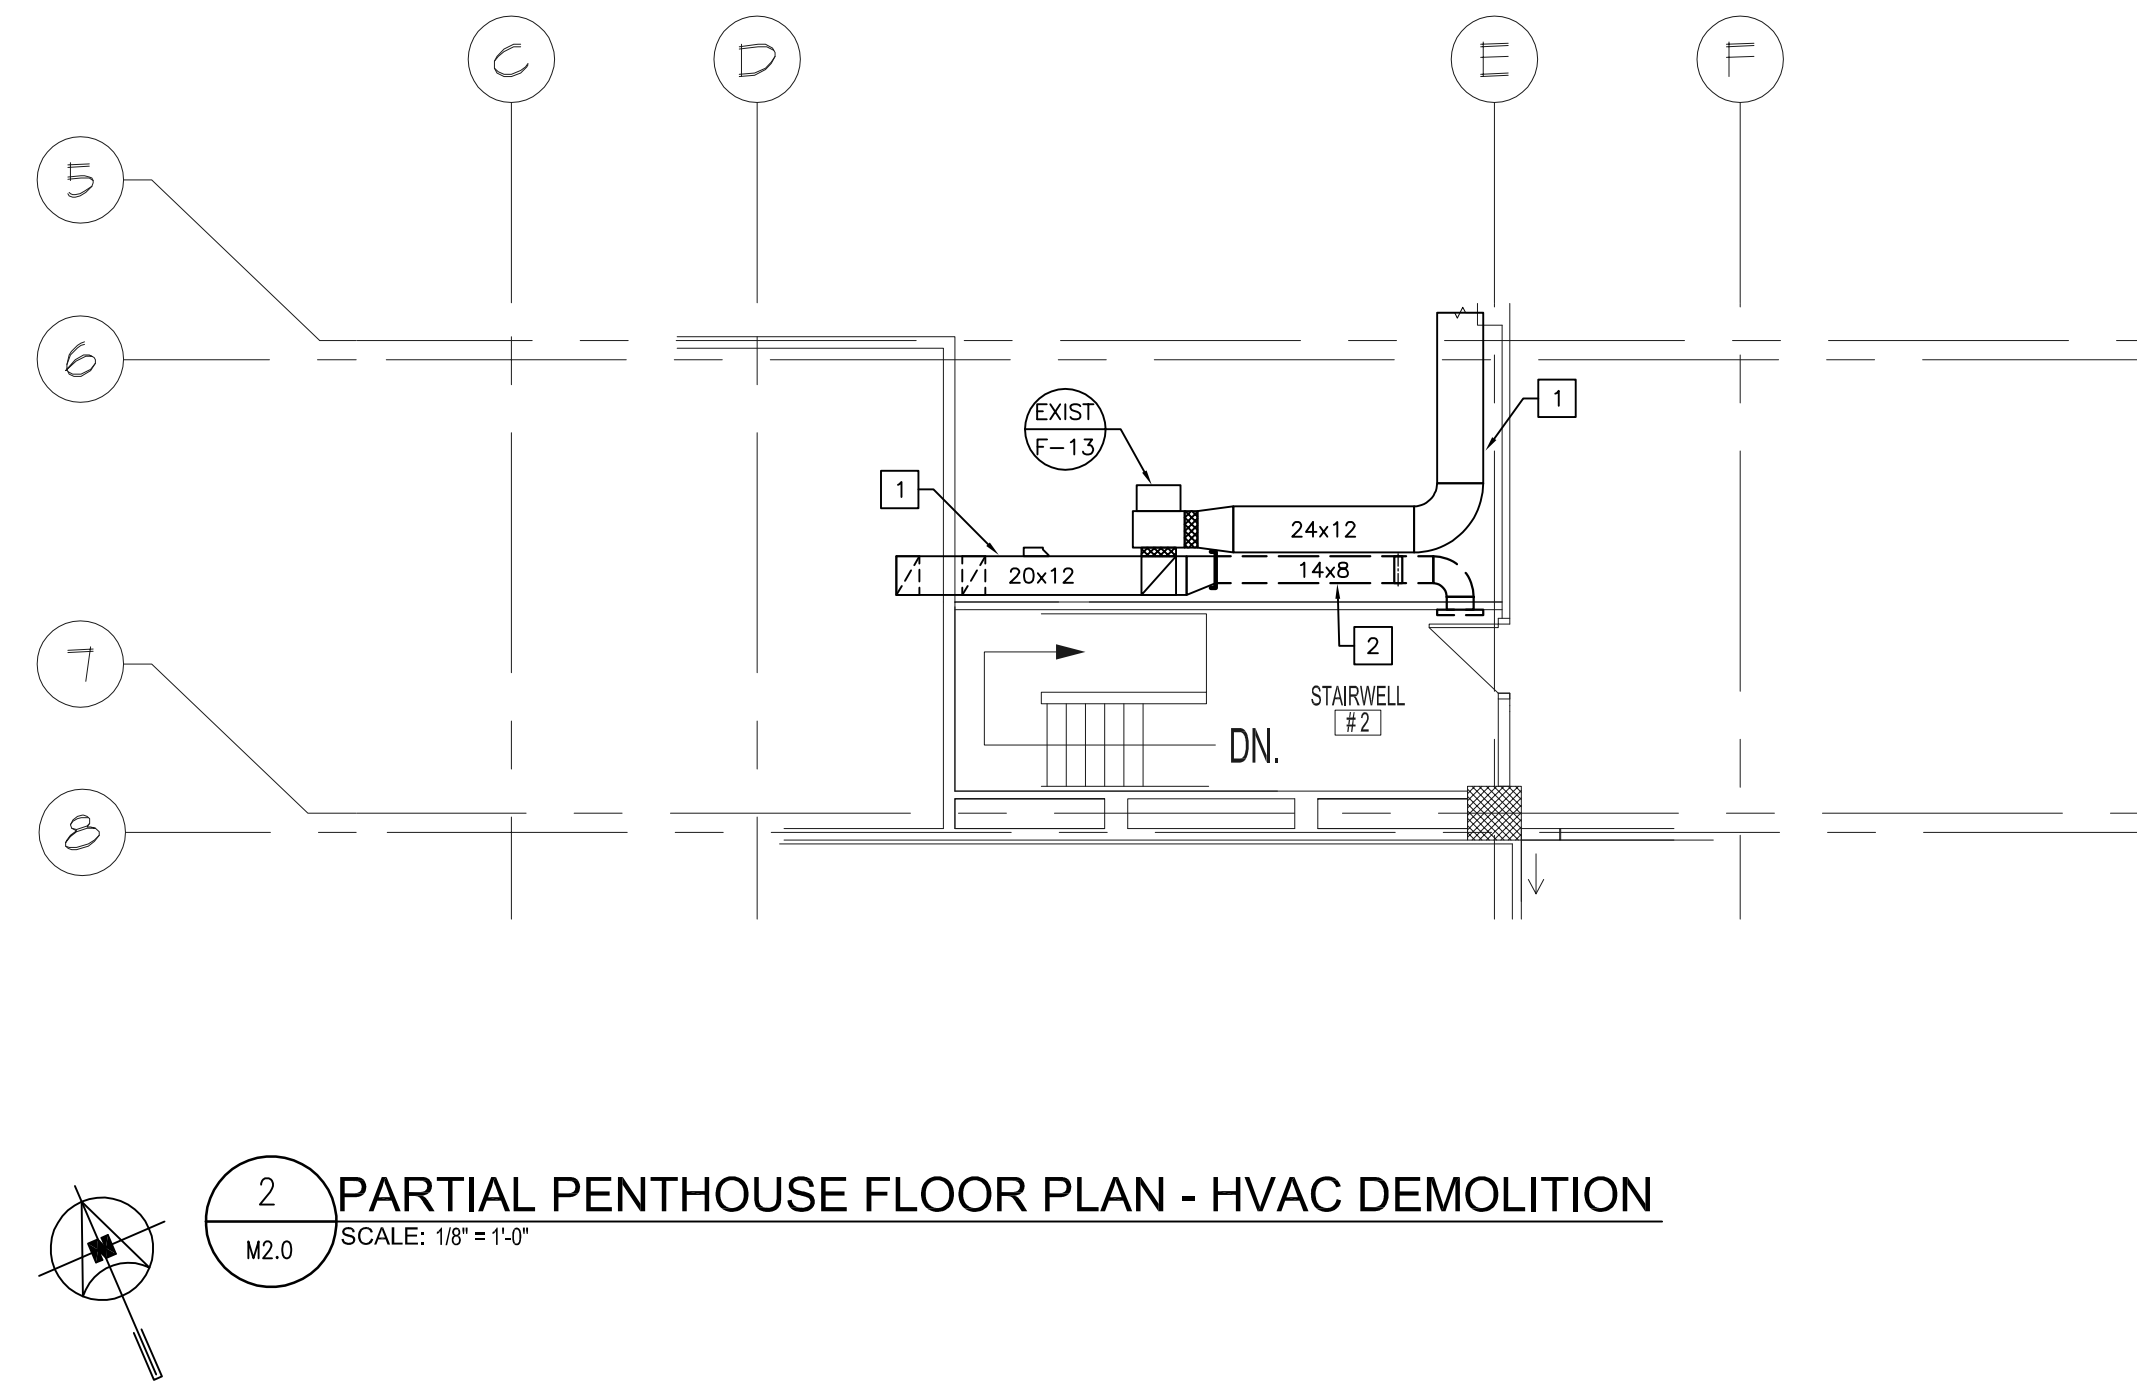 C
D
E
F
5
6
7
8
EXIST
F-13
1
1
24x12
20x12
14x8
2
STAIRWELL
#2
DN.
N
2
M2.0
PARTIAL PENTHOUSE FLOOR PLAN - HVAC DEMOLITION
SCALE: 1/8" = 1'-0"